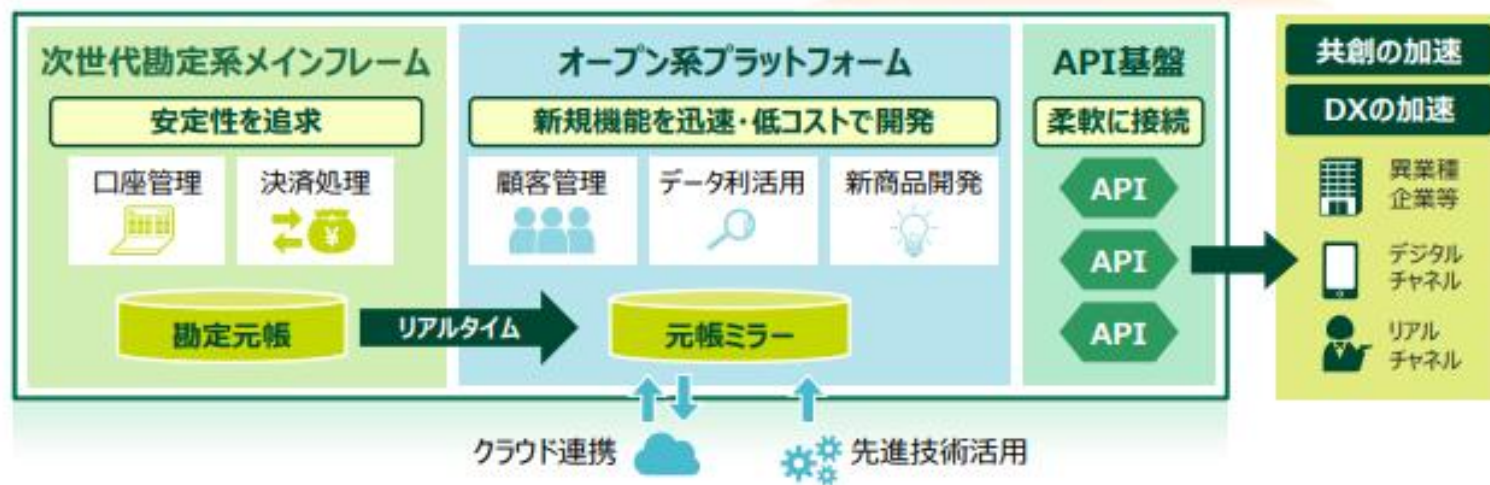 次世代勘定系メインフレーム
安定性を追求
口座管理
決済処理
¥
勘定元帳
リアルタイム
オープン系プラットフォーム
新規機能を迅速・低コストで開発
顧客管理
データ利活用
新商品開発
元帳ミラー
クラウド連携
先進技術活用
API基盤
柔軟に接続
API
API
API
共創の加速
DXの加速
異業種
企業等
デジタル
チャネル
リアル
チャネル